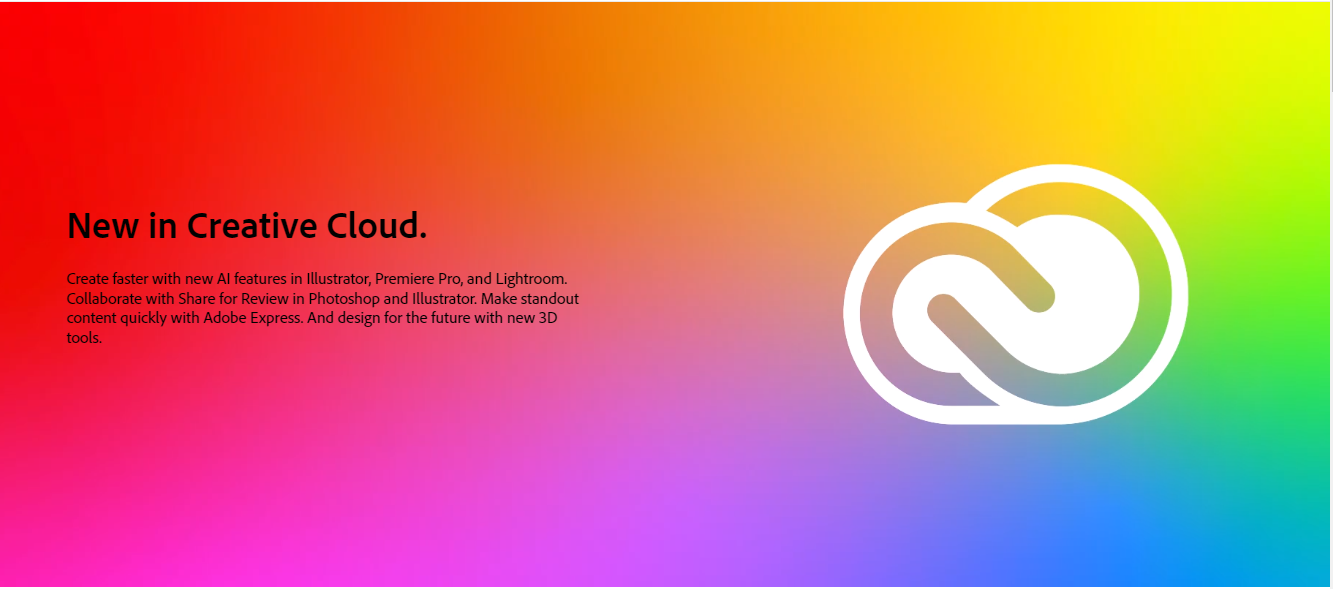 New in Creative Cloud.
Create faster with new AI features in Illustrator, Premiere Pro, and Lightroom.
Collaborate with Share for Review in Photoshop and Illustrator. Make standout
content quickly with Adobe Express. And design for the future with new 3D
tools.